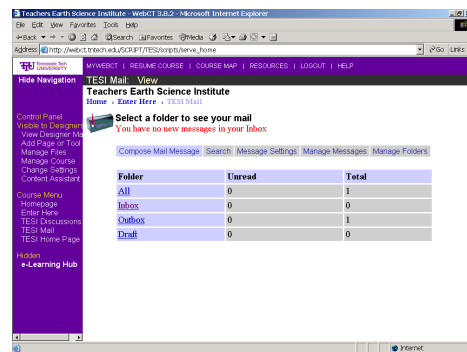 Teachers Earth Science Institute - WebCT 3.8.2 - Microsoft Internet Explorer
File Edit View Favorites Tools Help
Back Search Favorites Media
Address http://webct.tntech.edu/SCRIPT/TESI/scripts/serve_home Go Links
Tennessee Tech UNIVERSITY MYWEBCT | RESUME COURSE | COURSE MAP | RESOURCES | LOGOUT | HELP
Hide Navigation TESI Mail: View
Teachers Earth Science Institute
Home › Enter Here › TESI Mail
Control Panel
Visible to Designers
View Designer Ma
Add Page or Tool
Manage Files
Manage Course
Change Settings
Content Assistant
Course Menu
Homepage
Enter Here
TESI Discussions
TESI Mail
TESI Home Page
Hidden
e-Learning Hub
Select a folder to see your mail
You have no new messages in your Inbox
Compose Mail Message Search Message Settings Manage Messages Manage Folders
Folder Unread Total
All 0 1
Inbox 0 0
Outbox 0 1
Draft 0 0
Internet